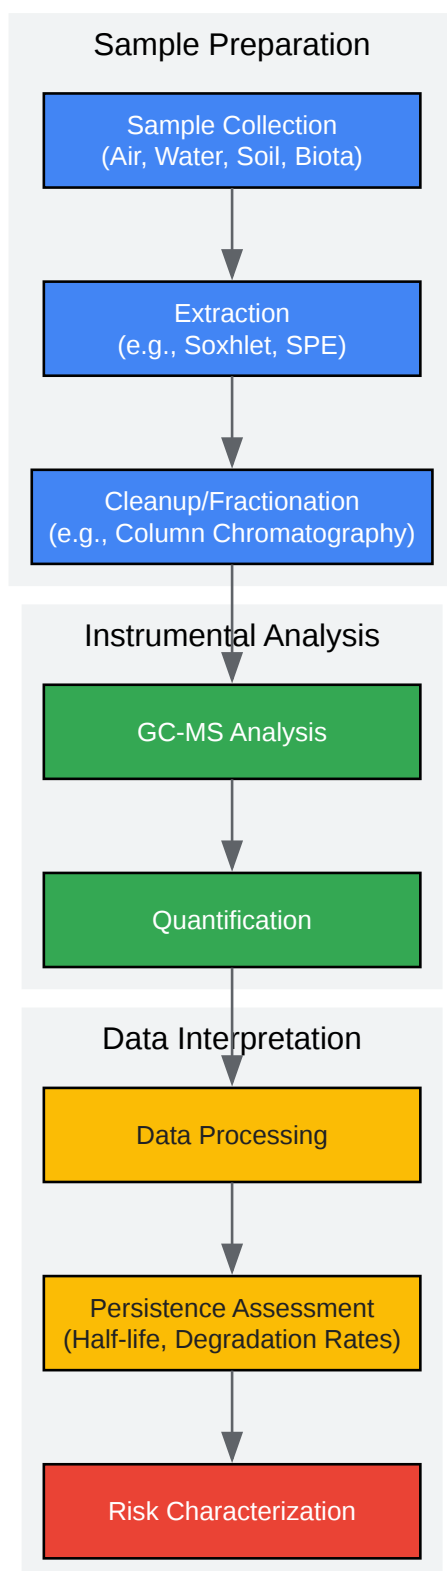 Sample Preparation
Sample Collection
(Air, Water, Soil, Biota)
Extraction
(e.g., Soxhlet, SPE)
Cleanup/Fractionation
(e.g., Column Chromatography)
Instrumental Analysis
GC-MS Analysis
Quantification
Data Interpretation
Data Processing
Persistence Assessment
(Half-life, Degradation Rates)
Risk Characterization